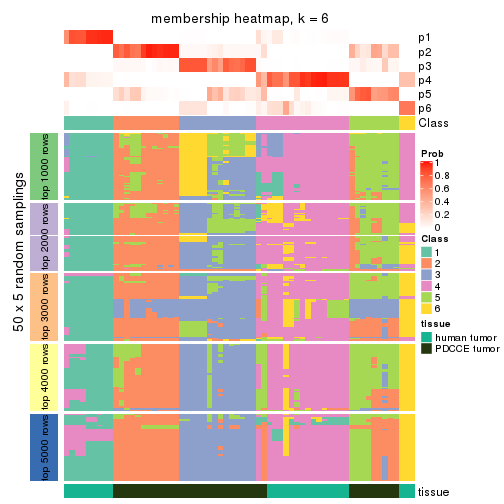 membership heatmap, k = 6
p1
p2
p3
p4
p5
p6
Class
50 x 5 random samplings
top 1000 rows
top 2000 rows
top 3000 rows
top 4000 rows
top 5000 rows
tissue
Prob
1
0.8
0.6
0.4
0.2
0
Class
1
2
3
4
5
6
tissue
human tumor
PDCCE tumor